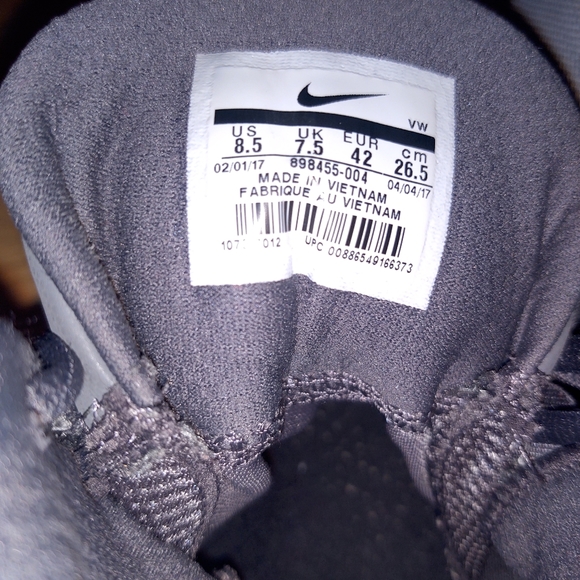 VW
US UK EUR cm
8.5 7.5 42 26.5
02/01/17 898455-004 04/04/17
MADE IN VIETNAM
FABRIQUE AU VIETNAM
UPC 00886549166373